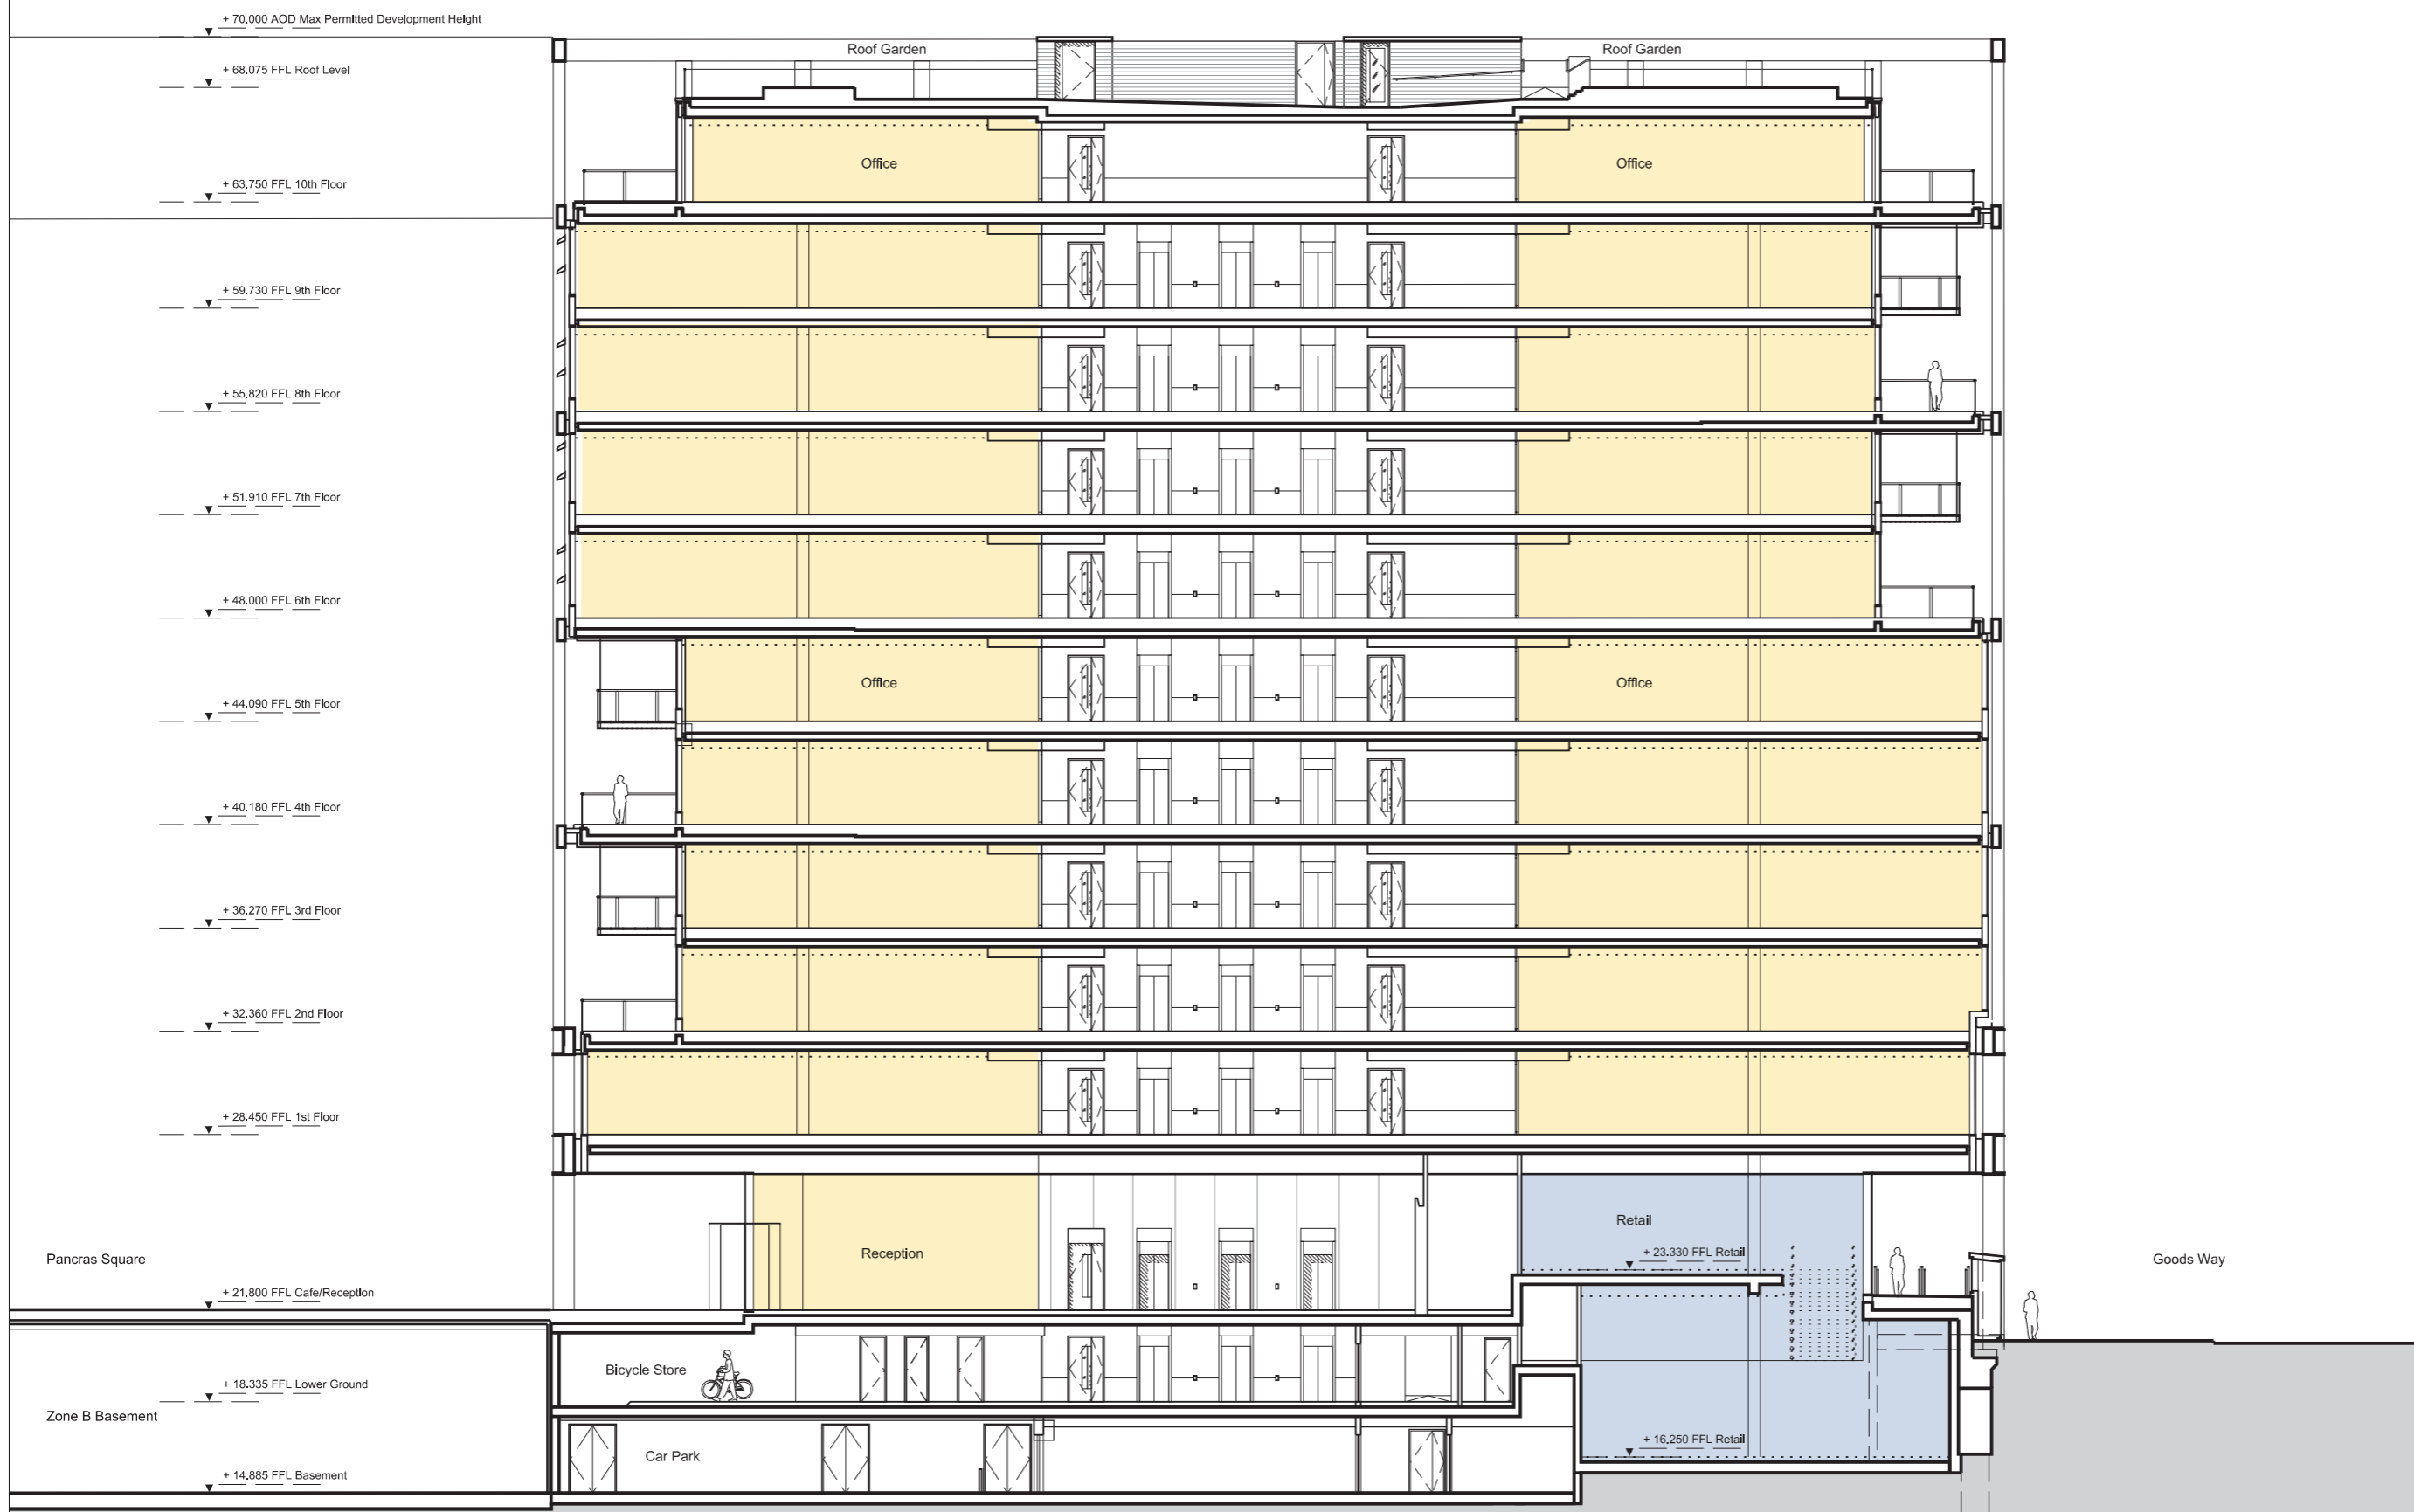 + 70.000 AOD Max Permitted Development Height
Roof Garden
Roof Garden
+ 68.075 FFL Roof Level
Office
Office
+ 63.750 FFL 10th Floor
+ 59.730 FFL 9th Floor
+ 55.820 FFL 8th Floor
+ 51.910 FFL 7th Floor
+ 48.000 FFL 6th Floor
Office
Office
+ 44.090 FFL 5th Floor
+ 40.180 FFL 4th Floor
+ 36.270 FFL 3rd Floor
+ 32.360 FFL 2nd Floor
+ 28.450 FFL 1st Floor
Retail
Pancras Square
Reception
+ 23.330 FFL Retail
Goods Way
+ 21.800 FFL Cafe/Reception
Bicycle Store
+ 18.335 FFL Lower Ground
Zone B Basement
+ 16.250 FFL Retail
Car Park
+ 14.885 FFL Basement